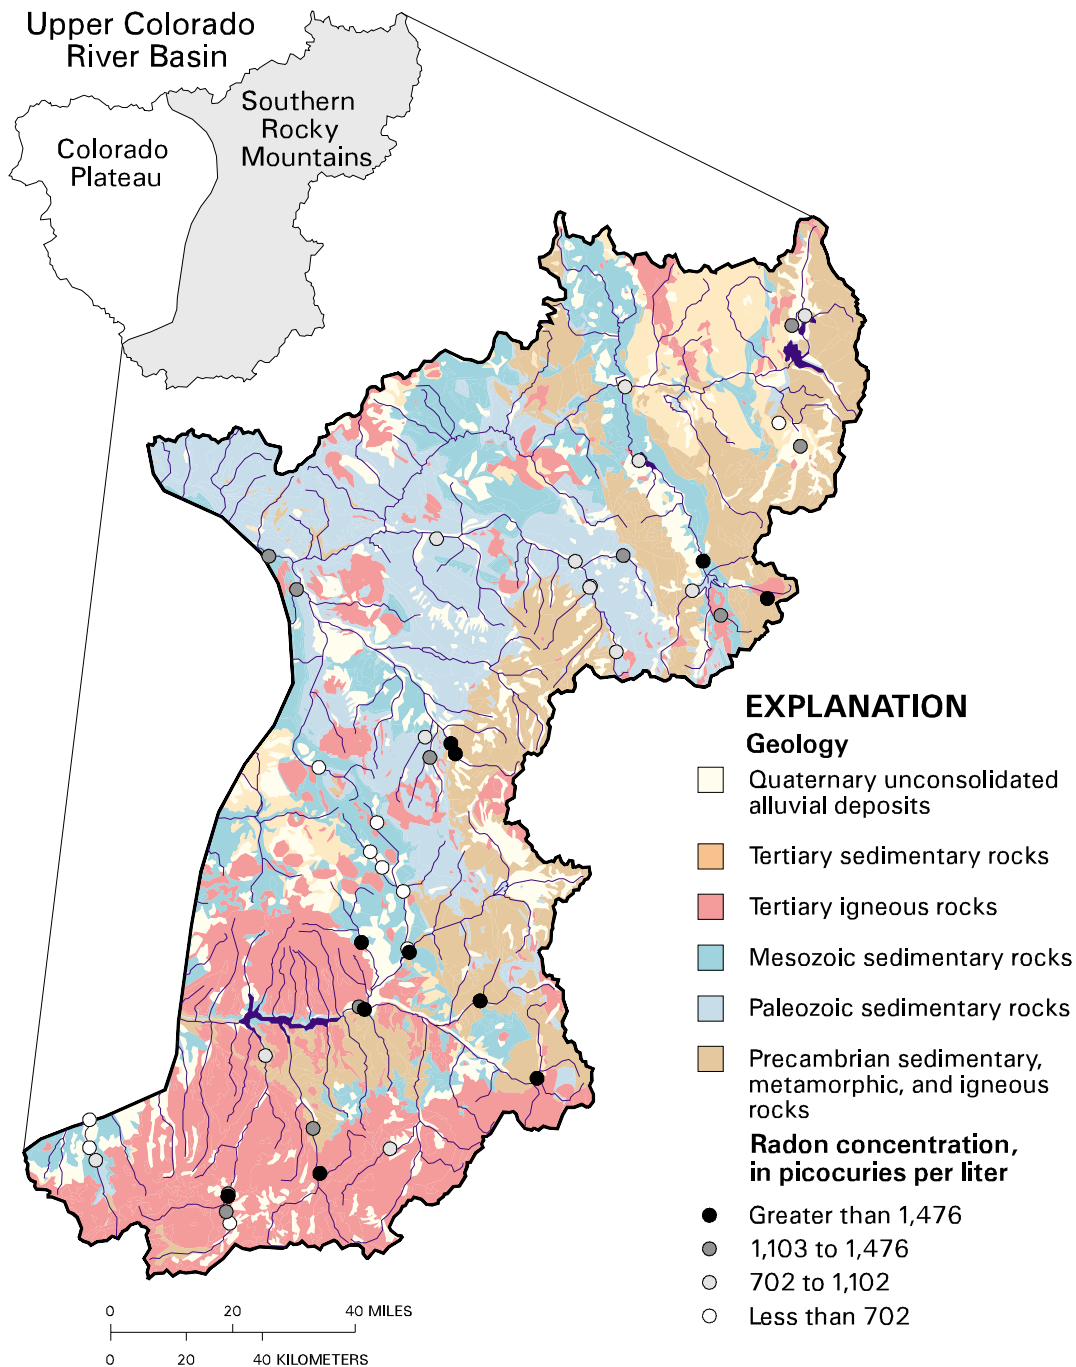 Upper Colorado
River Basin
Southern
Rocky
Mountains
Colorado
Plateau
EXPLANATION
Geology
Quaternary unconsolidated
alluvial deposits
Tertiary sedimentary rocks
Tertiary igneous rocks
Mesozoic sedimentary rocks
Paleozoic sedimentary rocks
Precambrian sedimentary,
metamorphic, and igneous
rocks
Radon concentration,
in picocuries per liter
Greater than 1,476
1,103 to 1,476
702 to 1,102
Less than 702
0 20 40 MILES
0 20 40 KILOMETERS